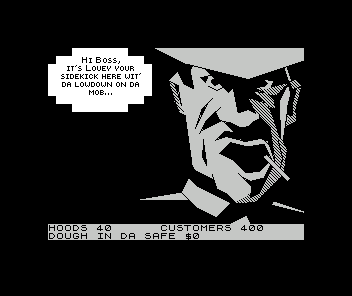 Hi Boss,
it's Louey your
sidekick here wit'
da lowdown on da
mob...
HOODS 40 CUSTOMERS 400
DOUGH IN DA SAFE $0